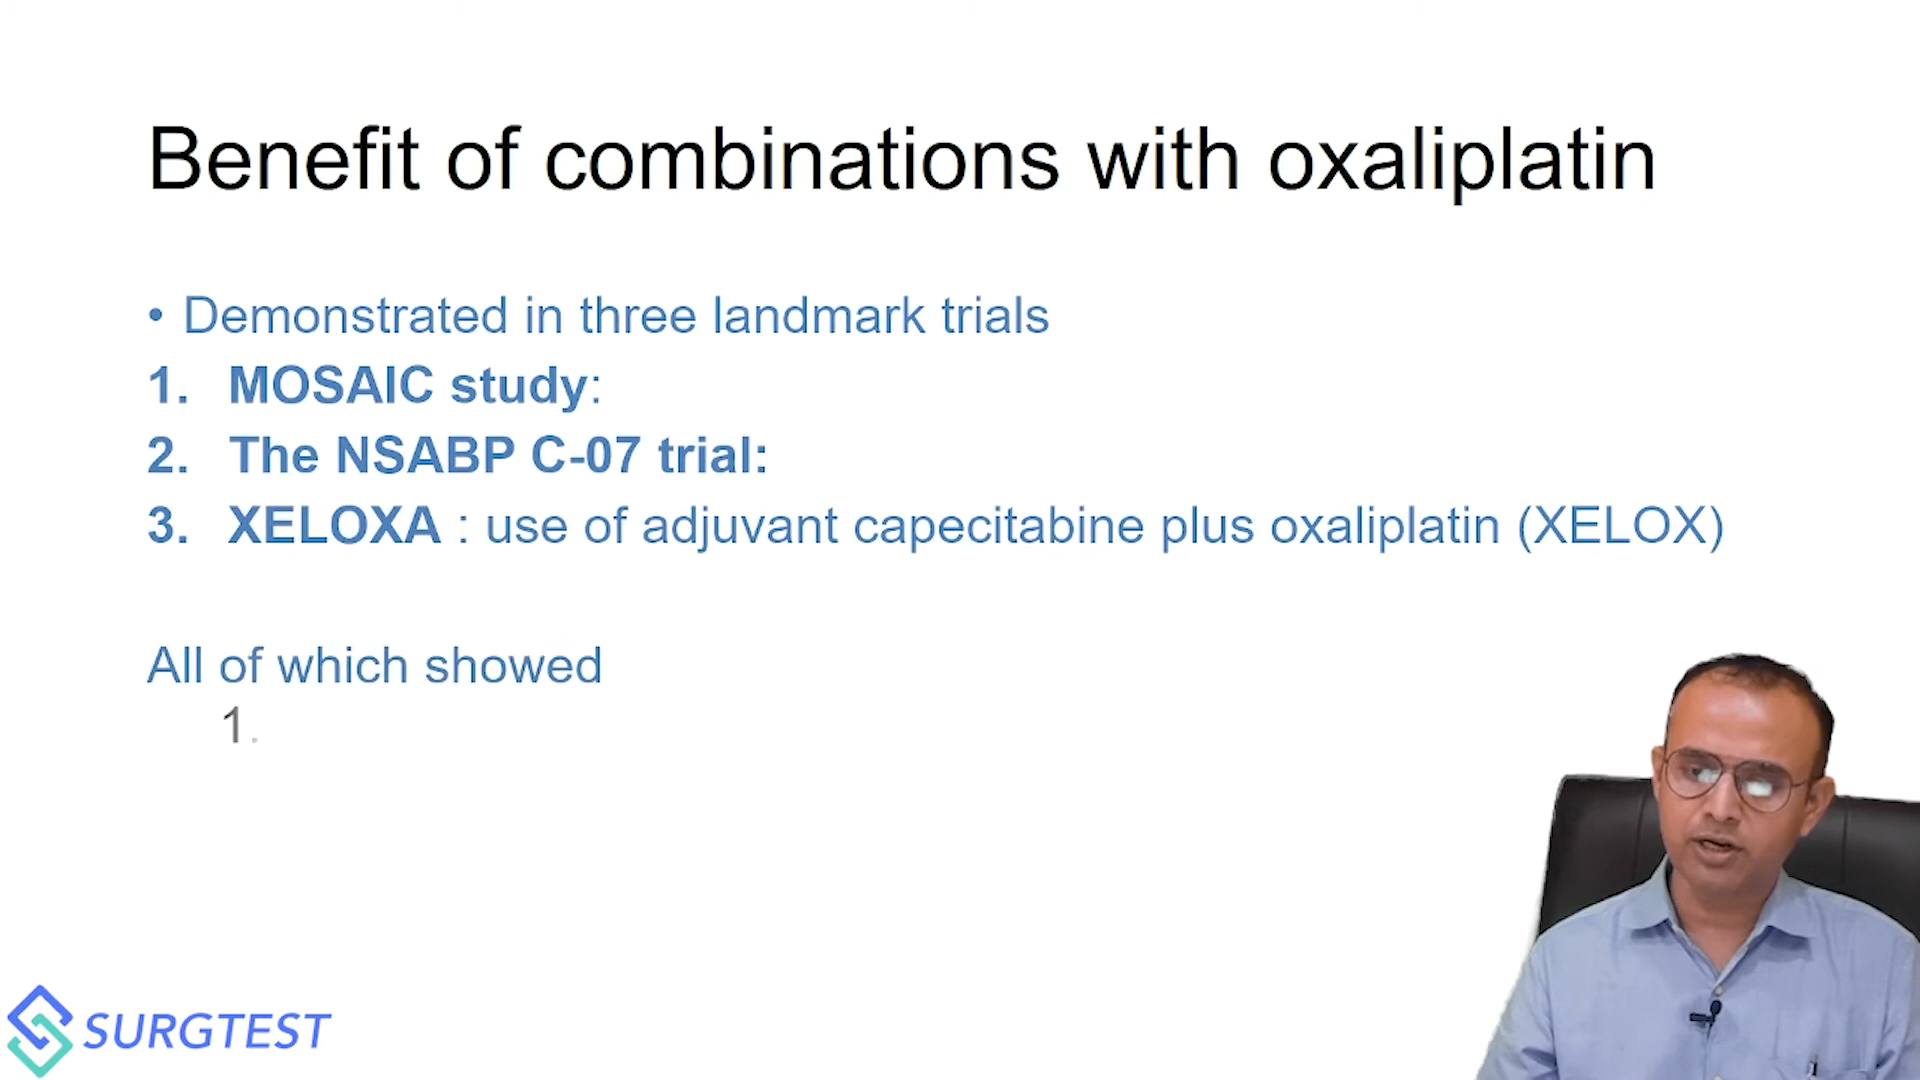 Benefit of combinations with oxaliplatin
• Demonstrated in three landmark trials
1. MOSAIC study:
2. The NSABP C-07 trial:
3. XELOXA : use of adjuvant capecitabine plus oxaliplatin (XELOX)
All of which showed
1.
SURGTEST